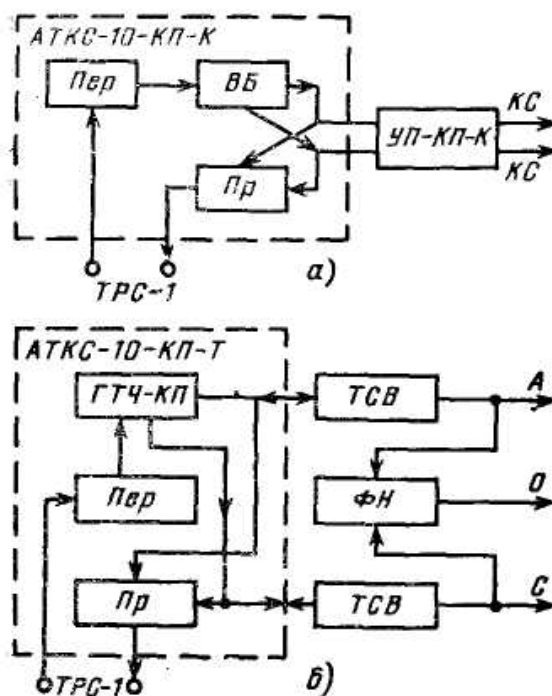 АТКС-10-КП-К
Пер
ВБ
КС
УП-КП-К
КС
Пр
а)
ТРС-1
АТКС-10-КП-Т
ГТЧ-КП
ТСВ
А
Пер
ФН
О
Пр
ТСВ
С
ТРС-1
б)